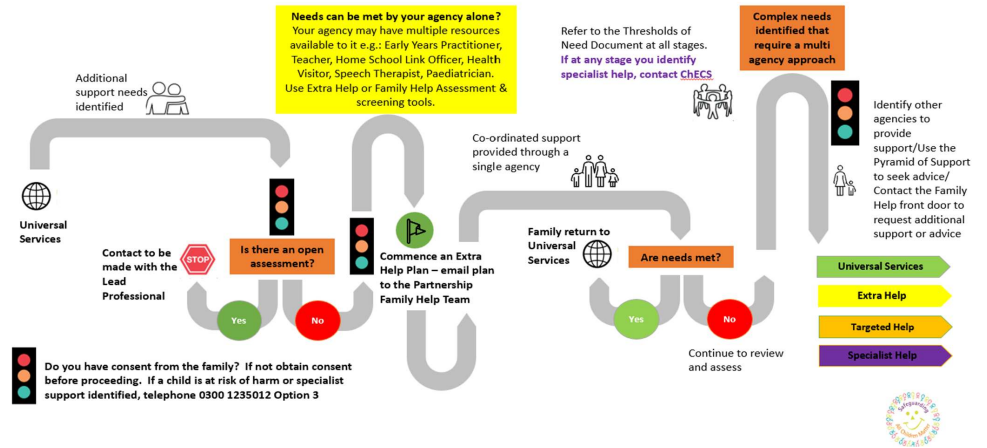 Needs can be met by your agency alone?
Your agency may have multiple resources
available to it e.g.: Early Years Practitioner,
Teacher, Home School Link Officer, Health
Visitor, Speech Therapist, Paediatrician.
Use Extra Help or Family Help Assessment &
screening tools.
Refer to the Thresholds of
Need Document at all stages.
If at any stage you identify
specialist help, contact ChECS
Complex needs
identified that
require a multi
agency approach
Additional
support needs
identified
Identify other
agencies to
provide
support/Use the
Pyramid of Support
to seek advice/
Contact the Family
Help front door to
request additional
support or advice
Co-ordinated support
provided through a
single agency
Universal
Services
Contact to be
made with the
Lead
Professional
STOP
Is there an open
assessment?
Yes
No
Commence an Extra
Help Plan – email plan
to the Partnership
Family Help Team
Family return to
Universal
Services
Are needs met?
Yes
No
Continue to review
and assess
Universal Services
Extra Help
Targeted Help
Specialist Help
Do you have consent from the family? If not obtain consent
before proceeding. If a child is at risk of harm or specialist
support identified, telephone 0300 1235012 Option 3
Safeguarding
All Children Matter